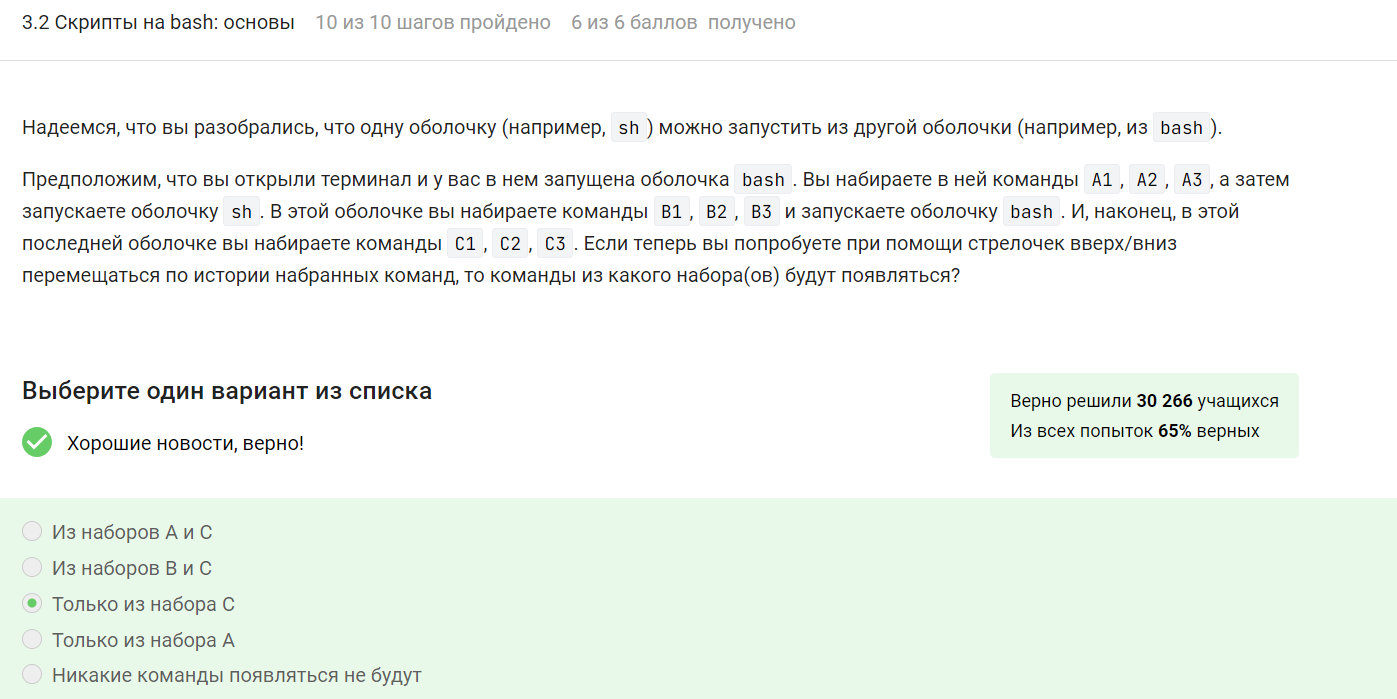 3.2 Скрипты на bash: основы 10 из 10 шагов пройдено 6 из 6 баллов получено
Надеемся, что вы разобрались, что одну оболочку (например, sh) можно запустить из другой оболочки (например, из bash).
Предположим, что вы открыли терминал и у вас в нем запущена оболочка bash. Вы набираете в ней команды A1, A2, A3, а затем
запускаете оболочку sh. В этой оболочке вы набираете команды B1, B2, B3 и запускаете оболочку bash. И, наконец, в этой
последней оболочке вы набираете команды C1, C2, C3. Если теперь вы попробуете при помощи стрелочек вверх/вниз
перемещаться по истории набранных команд, то команды из какого набора(ов) будут появляться?
Выберите один вариант из списка
Хорошие новости, верно!
Верно решили 30 266 учащихся
Из всех попыток 65% верных
Из наборов A и C
Из наборов B и C
Только из набора C
Только из набора A
Никакие команды появляться не будут